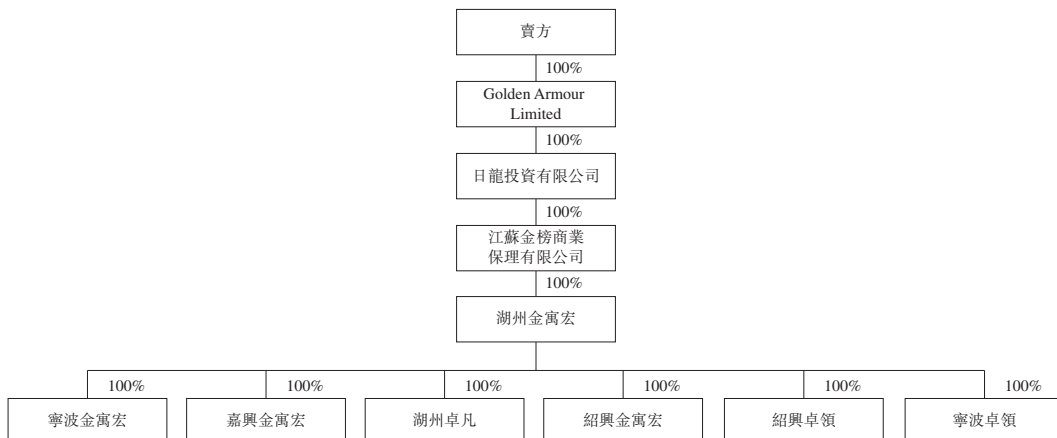 賣方
100%
Golden Armour
Limited
100%
日龍投資有限公司
100%
江蘇金榜商業
保理有限公司
100%
湖州金寓宏
100%
100%
100%
100%
100%
100%
寧波金寓宏
嘉興金寓宏
湖州卓凡
紹興金寓宏
紹興卓領
寧波卓領